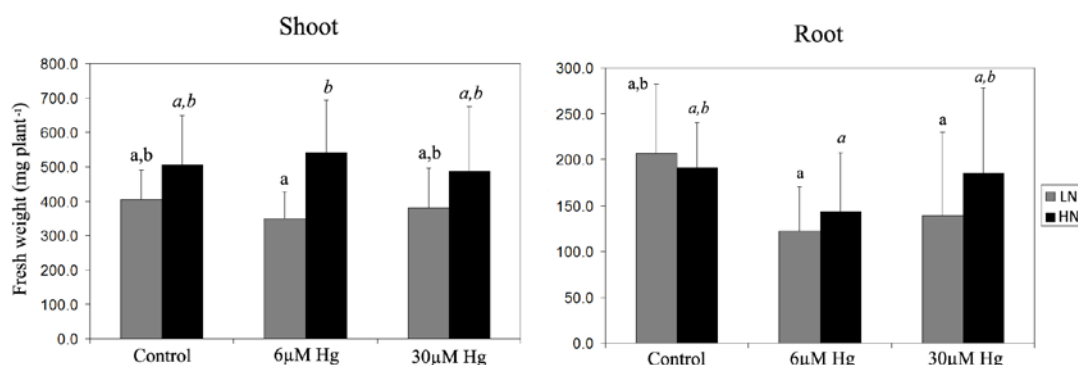 Shoot
Fresh weight (mg plant⁻¹)
800.0
700.0
600.0
500.0
400.0
300.0
200.0
100.0
0.0
a,b
a,b
a
b
a,b
a,b
Control
6µM Hg
30µM Hg
Root
300.0
250.0
200.0
150.0
100.0
50.0
0.0
a,b
a,b
a
a
a
a,b
Control
6µM Hg
30µM Hg
LN
HN